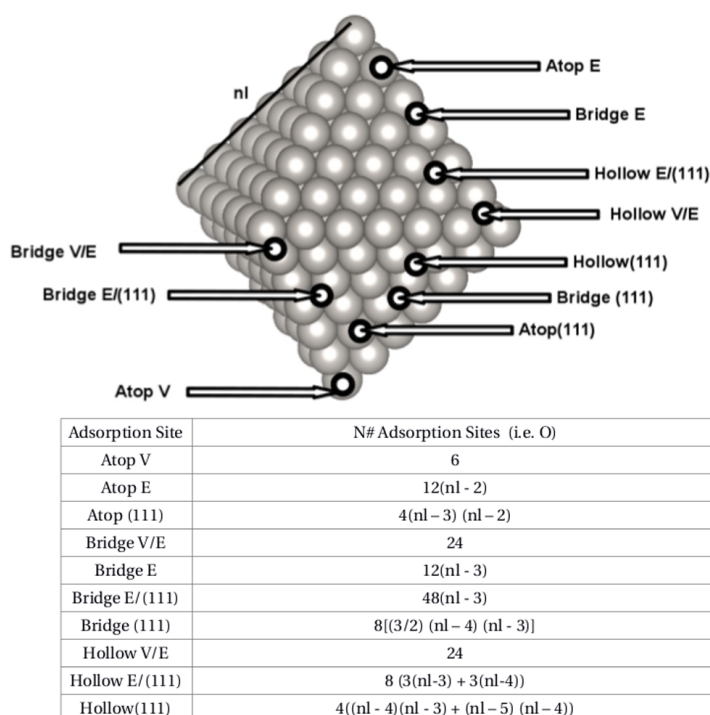 Atop E
nl
Bridge E
Hollow E/(111)
Hollow V/E
Bridge V/E
Hollow(111)
Bridge E/(111)
Bridge (111)
Atop(111)
Atop V
Adsorption Site N# Adsorption Sites (i.e. O)
Atop V 6
Atop E 12(nl - 2)
Atop (111) 4(nl – 3) (nl – 2)
Bridge V/E 24
Bridge E 12(nl - 3)
Bridge E/(111) 48(nl - 3)
Bridge (111) 8[(3/2) (nl – 4) (nl - 3)]
Hollow V/E 24
Hollow E/(111) 8 (3(nl-3) + 3(nl-4))
Hollow(111) 4((nl - 4)(nl - 3) + (nl – 5) (nl – 4))